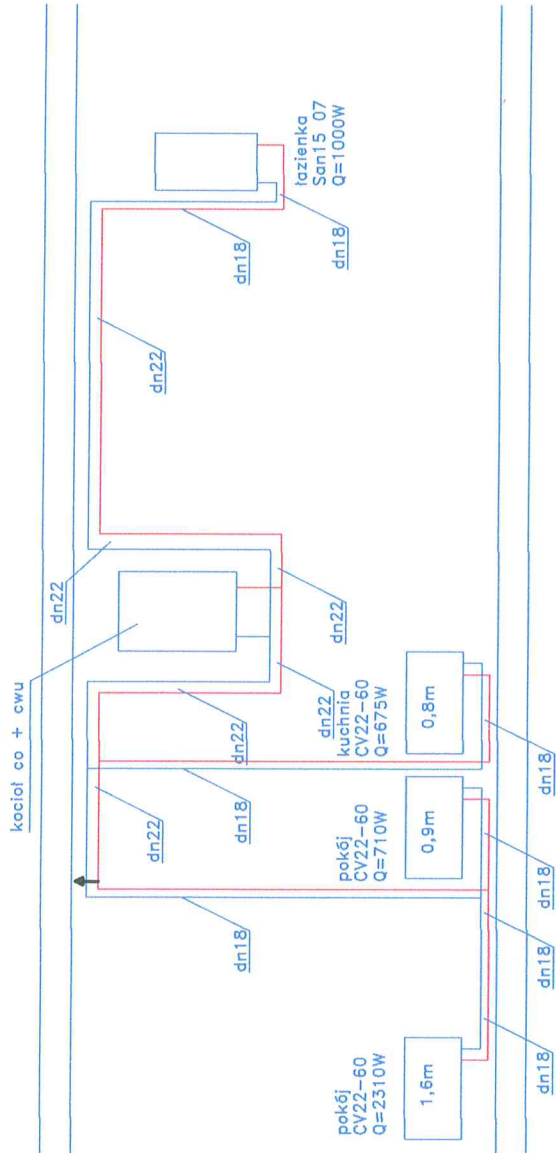 kocioł co + cwu
dn22
dn22
dn18
łazienka
San15 07
Q=1000W
dn18
dn22
dn22
dn22
dn22
dn18
dn18
kuchnia
CV22-60
Q=675W
0,8m
dn18
pokój
CV22-60
Q=710W
0,9m
dn18
dn18
pokój
CV22-60
Q=2310W
1,6m
dn18